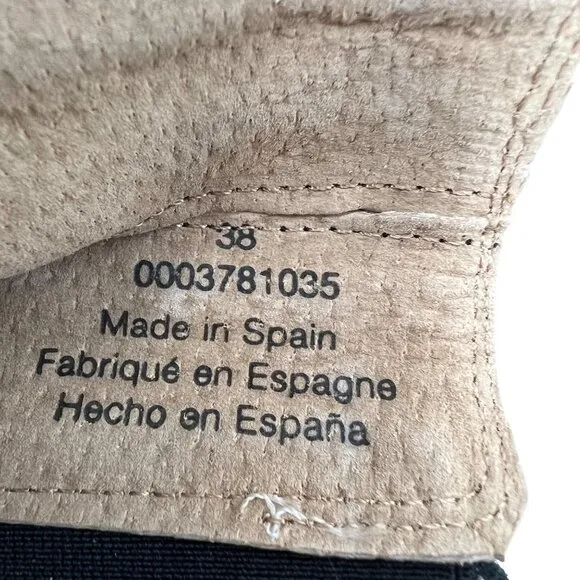 38
0003781035
Made in Spain
Fabriqué en Espagne
Hecho en España